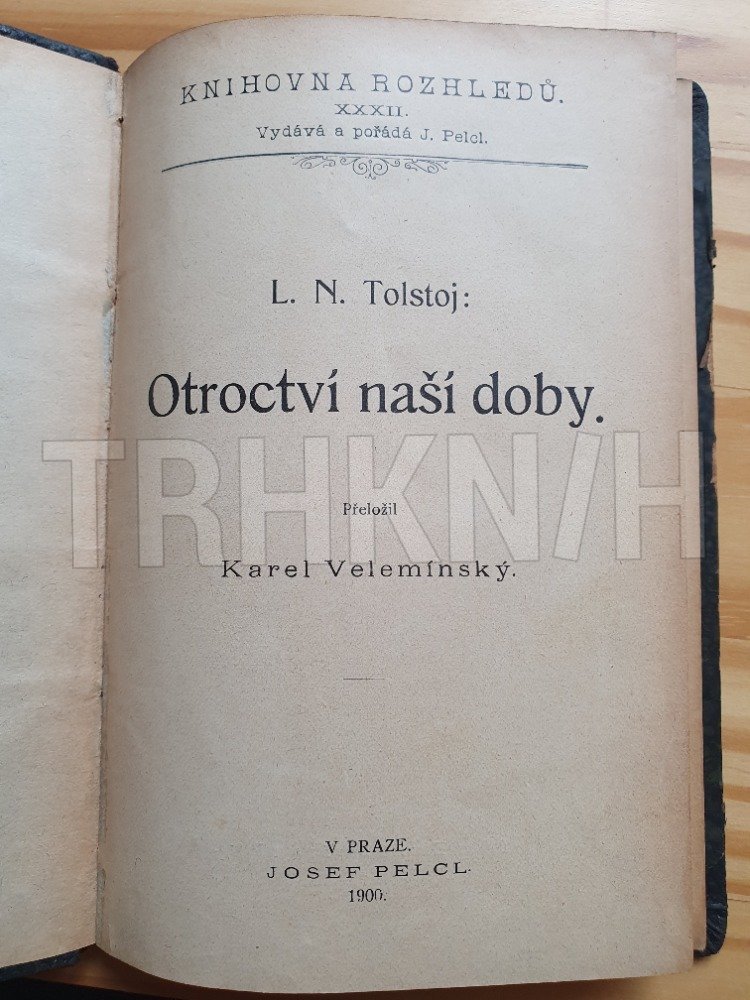 KNIHOVNA ROZHLEDŮ.
XXXII.
Vydává a pořádá J. Pelcl.
L. N. Tolstoj:
Otroctví naší doby.
TRHKNIH
Přeložil
Karel Velemínský.
V PRAZE.
JOSEF PELCL.
1900.